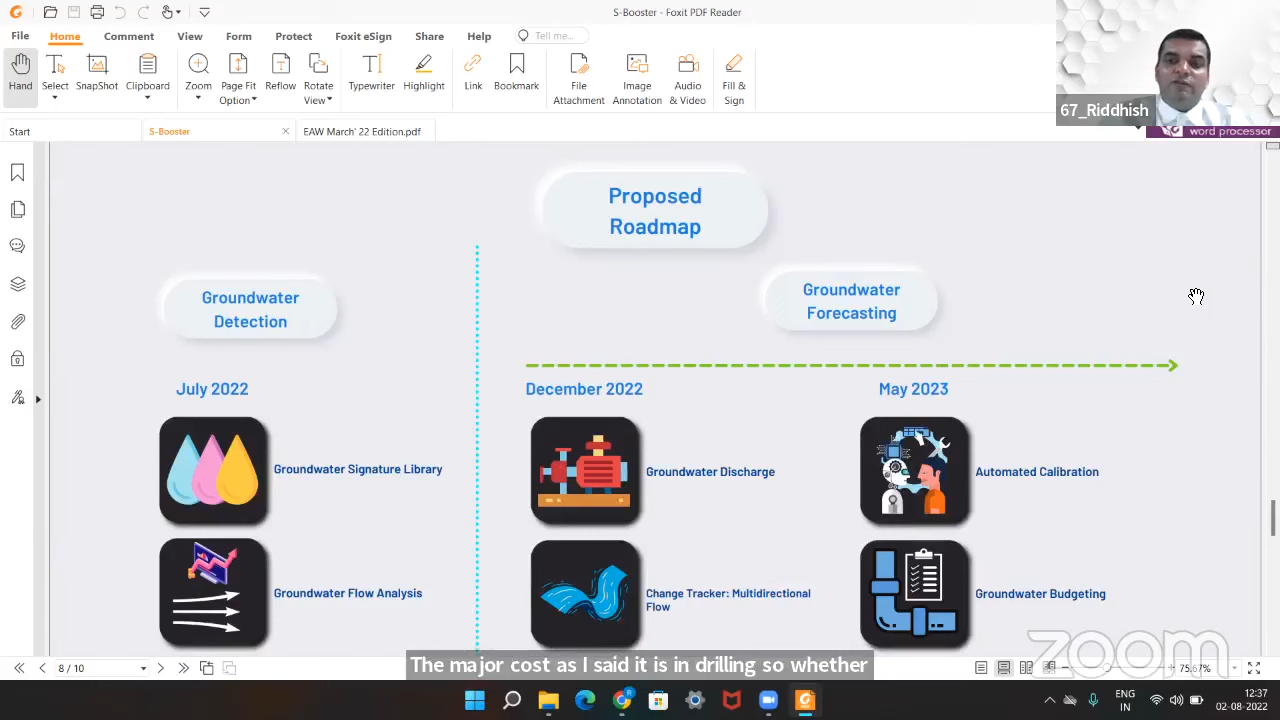 S-Booster - Foxit PDF Reader
File Home Comment View Form Protect Foxit eSign Share Help Tell me...
Hand Select SnapShot Clipboard Zoom Page Fit Option Reflow Rotate View Typewriter Highlight Link Bookmark File Attachment Image Annotation Audio & Video Fill & Sign
67_Riddhish
word processor
Start S-Booster EAW March' 22 Edition.pdf
Proposed
Roadmap
Groundwater
Detection
Groundwater
Forecasting
July 2022
December 2022
May 2023
Groundwater Signature Library
Groundwater Discharge
Automated Calibration
Groundwater Flow Analysis
Change Tracker: Multidirectional
Flow
Groundwater Budgeting
zoom
The major cost as I said it is in drilling so whether
8 / 10
75.67%
ENG
IN
12:37
02-08-2022